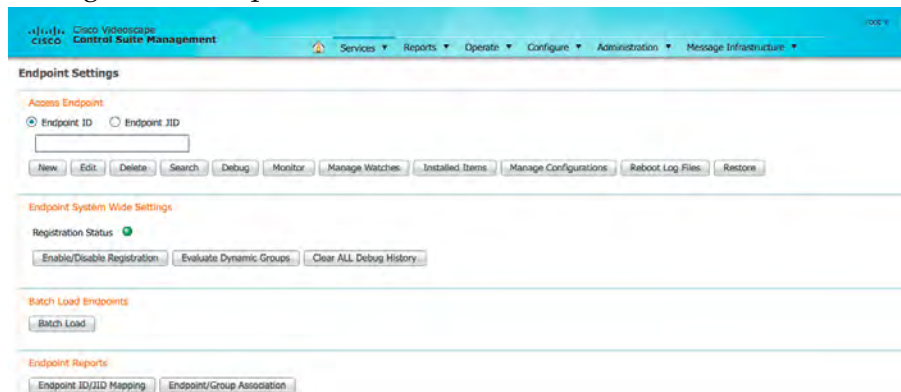 Cisco Videoscape
CISCO Control Suite Management
Services Reports Operate Configure Administration Message Infrastructure
Endpoint Settings
Access Endpoint
Endpoint ID Endpoint JID
New Edit Delete Search Debug Monitor Manage Watches Installed Items Manage Configurations Reboot Log Files Restore
Endpoint System Wide Settings
Registration Status
Enable/Disable Registration Evaluate Dynamic Groups Clear ALL Debug History
Batch Load Endpoints
Batch Load
Endpoint Reports
Endpoint ID/JID Mapping Endpoint/Group Association